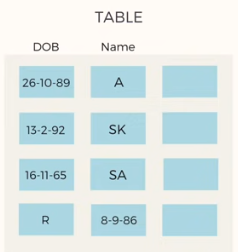 TABLE
DOB Name
26-10-89 A
13-2-92 SK
16-11-65 SA
R 8-9-86